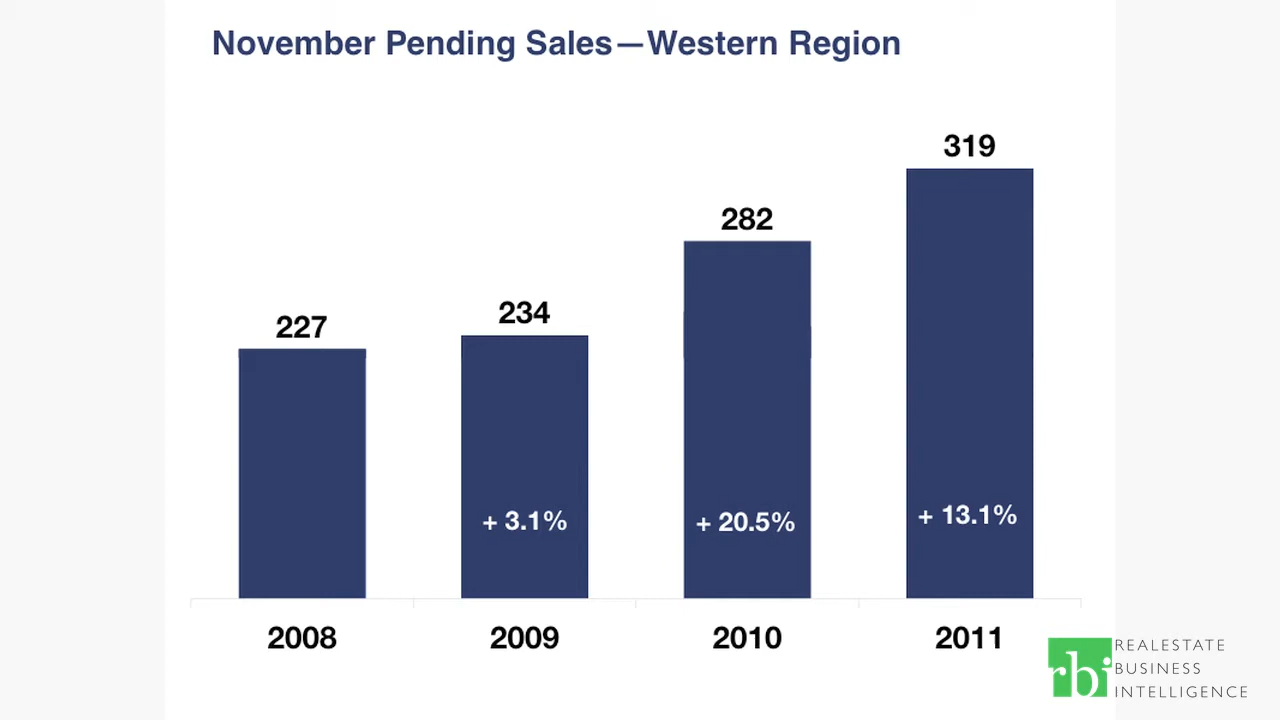 November Pending Sales—Western Region
319
282
234
227
+ 3.1%
+ 20.5%
+ 13.1%
2008
2009
2010
2011
rbi
REALESTATE
BUSINESS
INTELLIGENCE